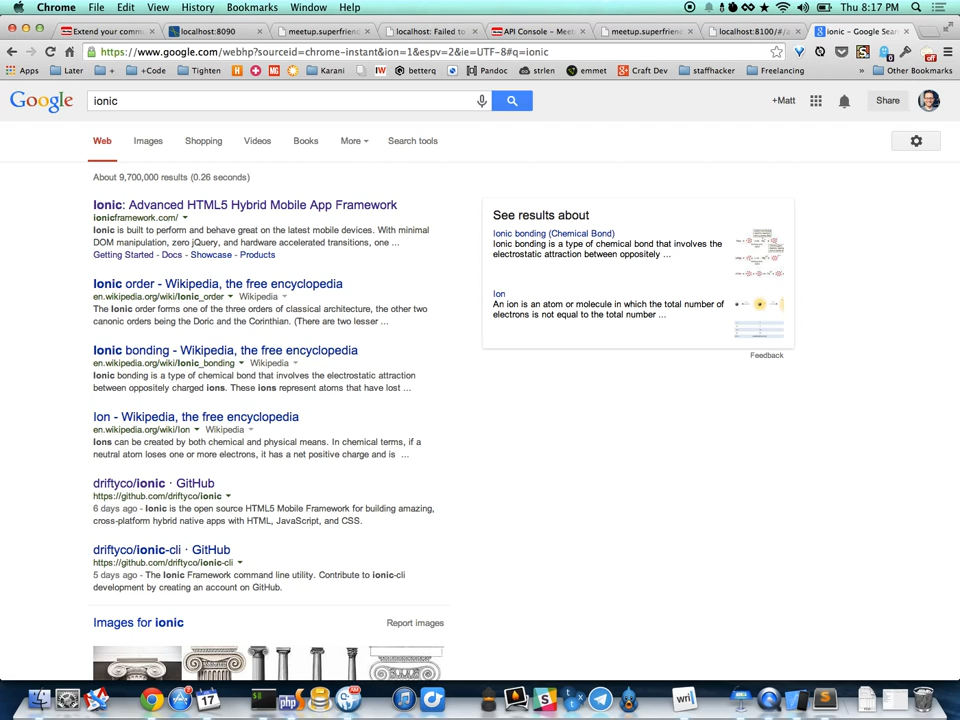 Chrome File Edit View History Bookmarks Window Help Thu 8:17 PM
Extend your comm... localhost:8090 meetup.superfrien... localhost: Failed to API Console - Meet meetup.superfrien... localhost:8100/#/a ionic - Google Sear
https://www.google.com/webhp?sourceid=chrome-instant&ion=1&espv=2&ie=UTF-8#q=ionic
Apps Later + +Code Tighten Karani betterq Pandoc strlen emmet Craft Dev staffhacker Freelancing » Other Bookmarks
Google ionic +Matt Share
Web Images Shopping Videos Books More Search tools
About 9,700,000 results (0.26 seconds)
Ionic: Advanced HTML5 Hybrid Mobile App Framework
ionicframework.com/
Ionic is built to perform and behave great on the latest mobile devices. With minimal
DOM manipulation, zero jQuery, and hardware accelerated transitions, one ...
Getting Started - Docs - Showcase - Products
Ionic order - Wikipedia, the free encyclopedia
en.wikipedia.org/wiki/Ionic_order Wikipedia
The Ionic order forms one of the three orders of classical architecture, the other two
canonic orders being the Doric and the Corinthian. (There are two lesser ...
Ionic bonding - Wikipedia, the free encyclopedia
en.wikipedia.org/wiki/Ionic_bonding Wikipedia
Ionic bonding is a type of chemical bond that involves the electrostatic attraction
between oppositely charged ions. These ions represent atoms that have lost ...
Ion - Wikipedia, the free encyclopedia
en.wikipedia.org/wiki/Ion Wikipedia
Ions can be created by both chemical and physical means. In chemical terms, if a
neutral atom loses one or more electrons, it has a net positive charge and is ...
driftyco/ionic · GitHub
https://github.com/driftyco/ionic
6 days ago - Ionic is the open source HTML5 Mobile Framework for building amazing,
cross-platform hybrid native apps with HTML, JavaScript, and CSS.
driftyco/ionic-cli · GitHub
https://github.com/driftyco/ionic-cli
5 days ago - The Ionic Framework command line utility. Contribute to ionic-cli
development by creating an account on GitHub.
Images for ionic Report images
See results about
Ionic bonding (Chemical Bond)
Ionic bonding is a type of chemical bond that involves the
electrostatic attraction between oppositely ...
Ion
An ion is an atom or molecule in which the total number of
electrons is not equal to the total number ...
Feedback
17 php wri